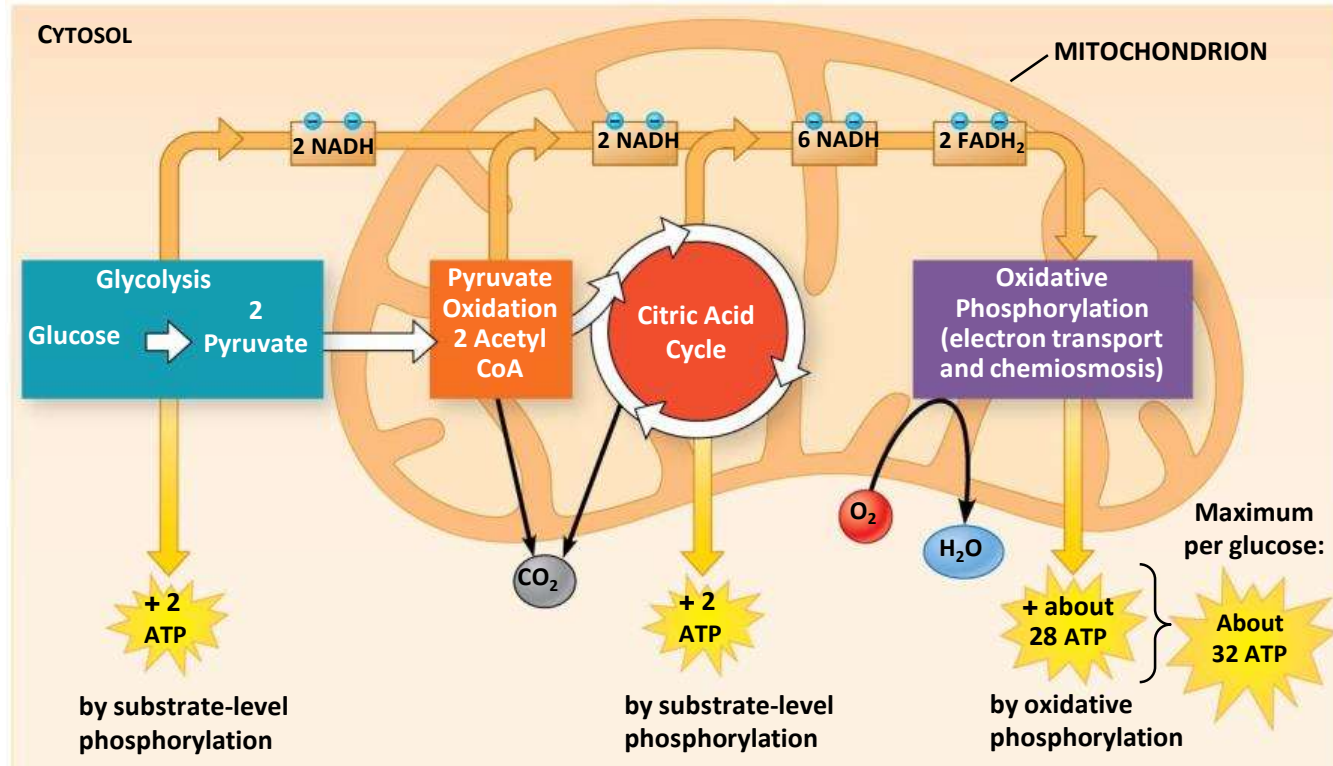 CYTOSOL
MITOCHONDRION
2 NADH
2 NADH
6 NADH
2 FADH₂
Glycolysis
Glucose
2
Pyruvate
Pyruvate
Oxidation
2 Acetyl
CoA
Citric Acid
Cycle
Oxidative
Phosphorylation
(electron transport
and chemiosmosis)
CO₂
O₂
H₂O
Maximum
per glucose:
+ 2
ATP
+ 2
ATP
+ about
28 ATP
About
32 ATP
by substrate-level
phosphorylation
by substrate-level
phosphorylation
by oxidative
phosphorylation